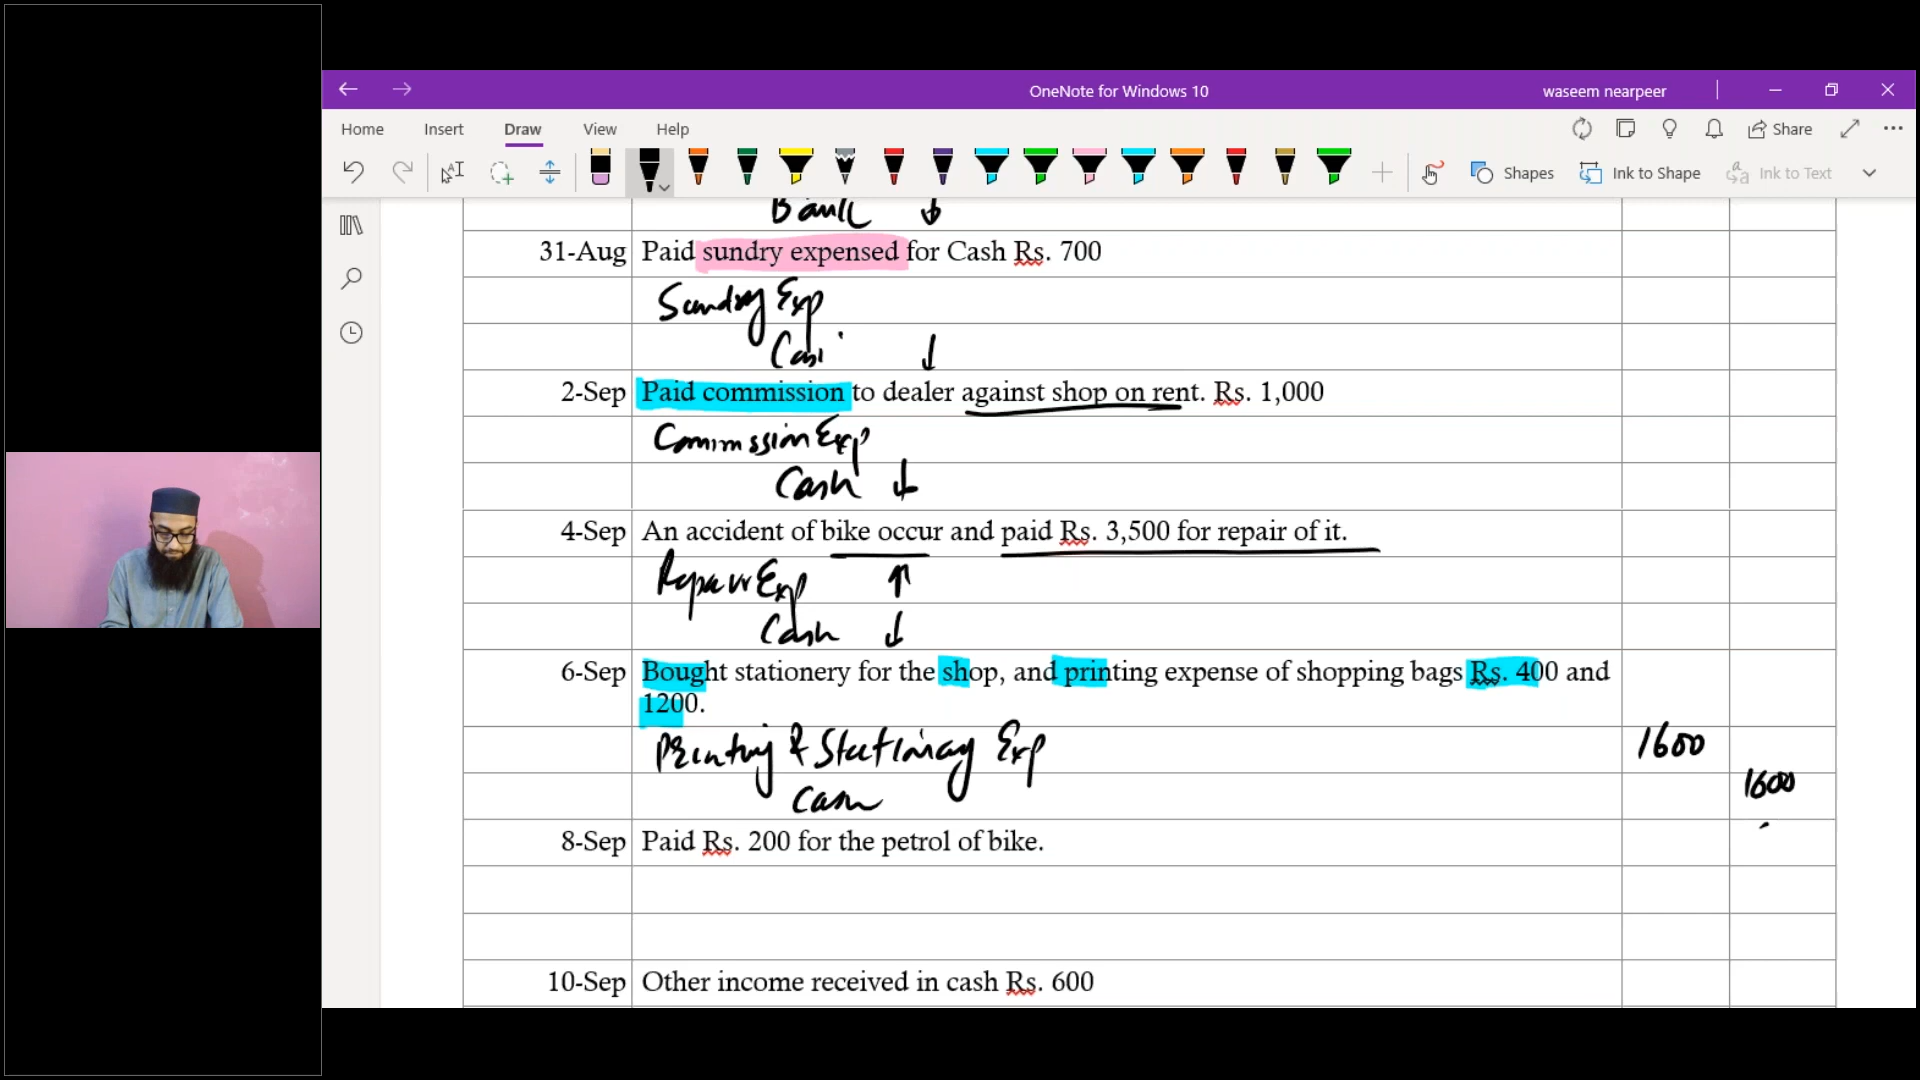 OneNote for Windows 10
waseem nearpeer
Home Insert Draw View Help
Share
Shapes Ink to Shape Ink to Text
Bank ↓
31-Aug Paid sundry expensed for Cash Rs. 700
Sundry Exp
Cash ↓
2-Sep Paid commission to dealer against shop on rent. Rs. 1,000
Commission Exp
Cash ↓
4-Sep An accident of bike occur and paid Rs. 3,500 for repair of it.
Repair Exp ↑
Cash ↓
6-Sep Bought stationery for the shop, and printing expense of shopping bags Rs. 400 and
1200.
Printing & Stationary Exp 1600
Cash 1600
8-Sep Paid Rs. 200 for the petrol of bike.
10-Sep Other income received in cash Rs. 600